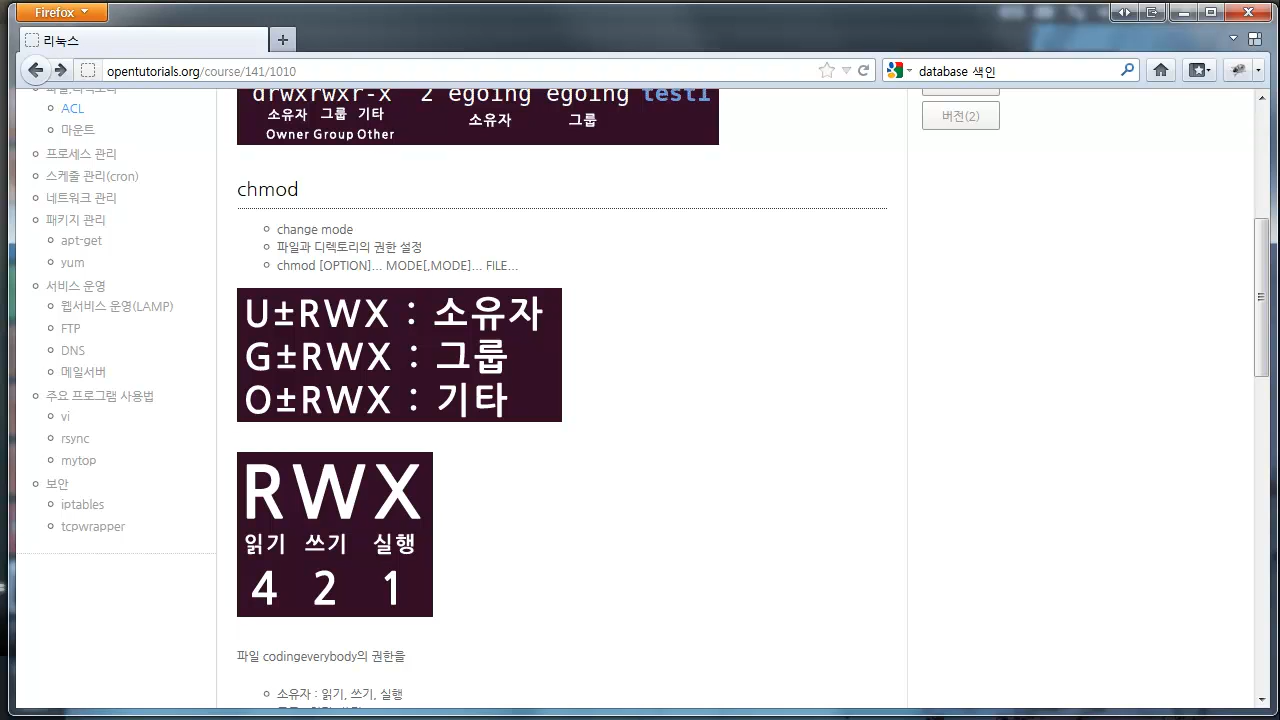 Firefox
리눅스
opentutorials.org/course/141/1010
database 색인
파일,디렉토리
ACL
마운트
프로세스 관리
스케줄 관리(cron)
네트워크 관리
패키지 관리
apt-get
yum
서비스 운영
웹서비스 운영(LAMP)
FTP
DNS
메일서버
주요 프로그램 사용법
vi
rsync
mytop
보안
iptables
tcpwrapper
drwxrwxr-x 2 egoing egoing test1
소유자 그룹 기타 소유자 그룹
Owner Group Other
chmod
change mode
파일과 디렉토리의 권한 설정
chmod [OPTION]... MODE[,MODE]... FILE...
U±RWX : 소유자
G±RWX : 그룹
O±RWX : 기타
RWX
읽기 쓰기 실행
4 2 1
파일 codingeverybody의 권한을
소유자 : 읽기, 쓰기, 실행
버전(2)